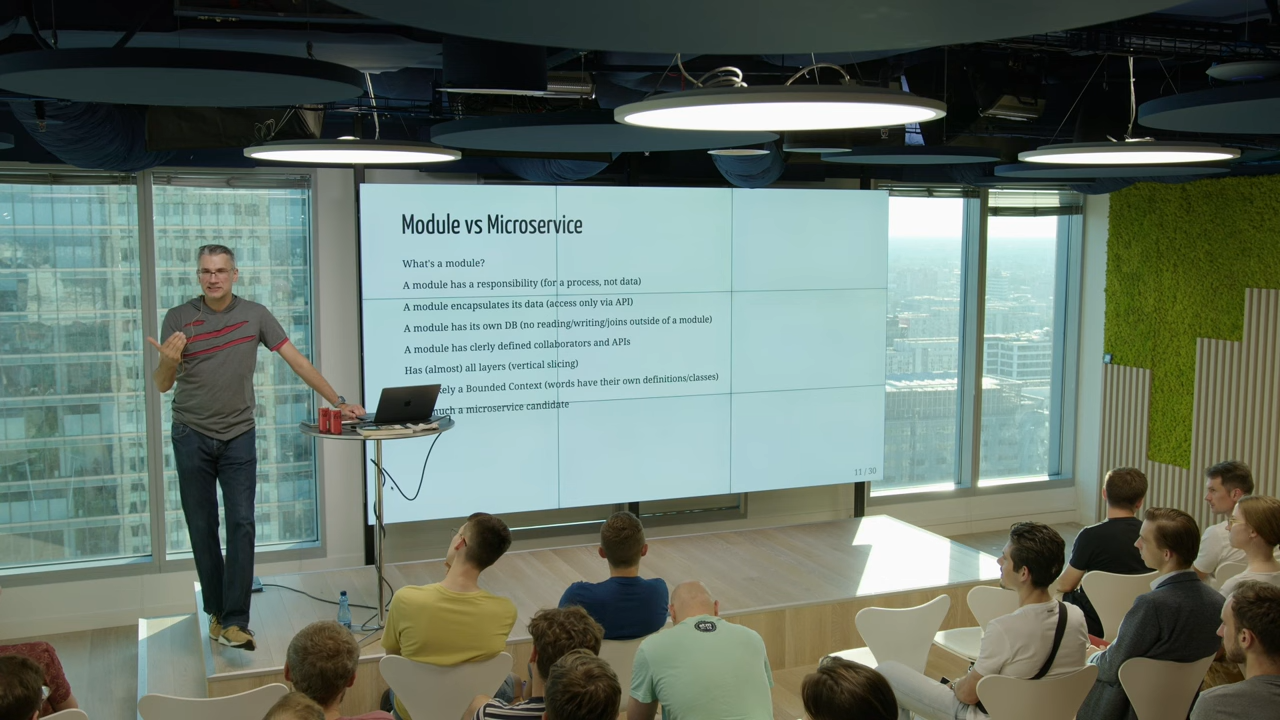 Module vs Microservice
What's a module?
A module has a responsibility (for a process, not data)
A module encapsulates its data (access only via API)
A module has its own DB (no reading/writing/joins outside of a module)
A module has clerly defined collaborators and APIs
Has (almost) all layers (vertical slicing)
a Bounded Context (words have their own definitions/classes)
much a microservice candidate
11 / 30